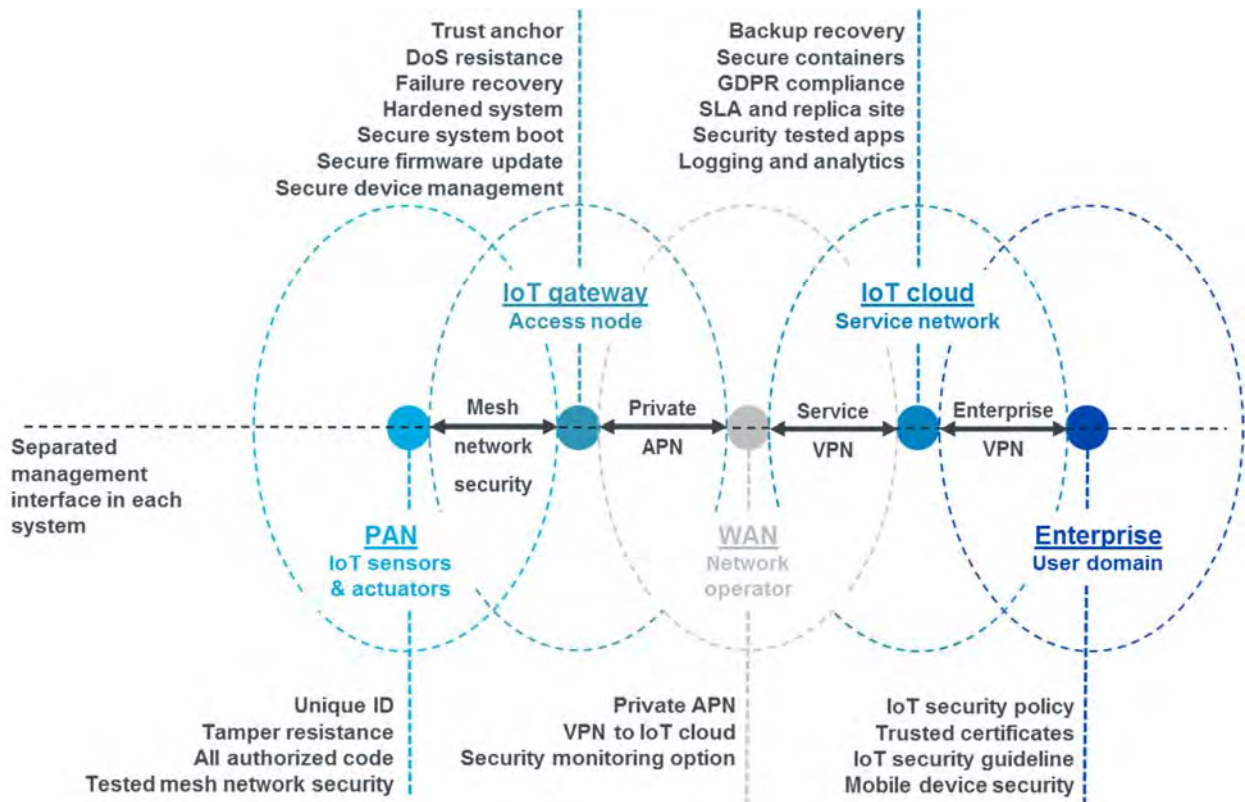 Trust anchor
DoS resistance
Failure recovery
Hardened system
Secure system boot
Secure firmware update
Secure device management
Backup recovery
Secure containers
GDPR compliance
SLA and replica site
Security tested apps
Logging and analytics
IoT gateway
Access node
IoT cloud
Service network
Mesh
network
security
Private
APN
Service
VPN
Enterprise
VPN
Separated
management
interface in each
system
PAN
IoT sensors
& actuators
WAN
Network
operator
Enterprise
User domain
Unique ID
Tamper resistance
All authorized code
Tested mesh network security
Private APN
VPN to IoT cloud
Security monitoring option
IoT security policy
Trusted certificates
IoT security guideline
Mobile device security